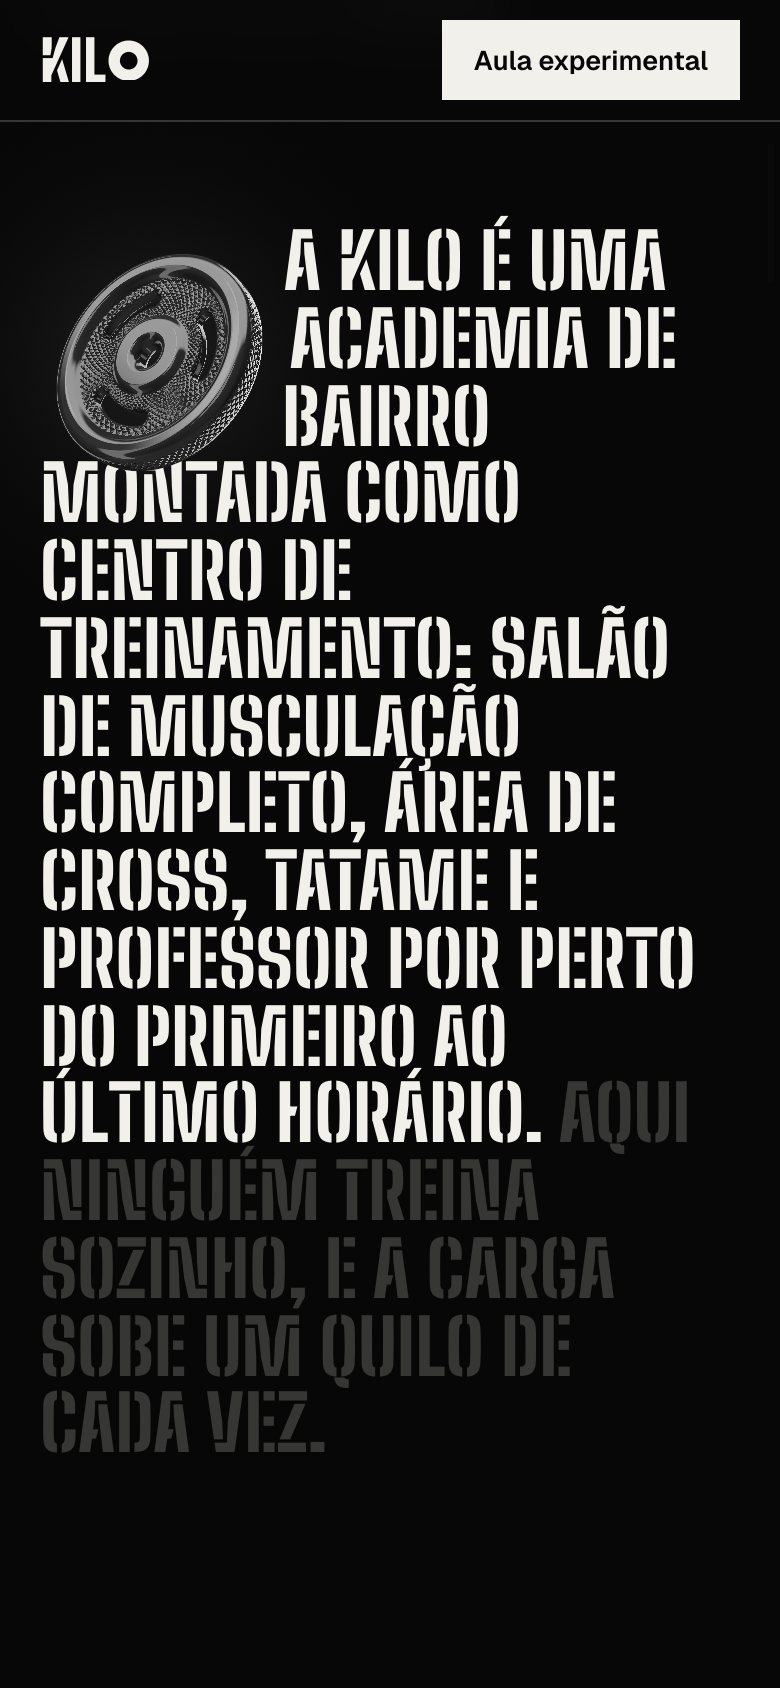 KILO
Aula experimental
A KILO É UMA
ACADEMIA DE
BAIRRO
MONTADA COMO
CENTRO DE
TREINAMENTO: SALÃO
DE MUSCULAÇÃO
COMPLETO, ÁREA DE
CROSS, TATAME E
PROFESSOR POR PERTO
DO PRIMEIRO AO
ÚLTIMO HORÁRIO. AQUI
NINGUÉM TREINA
SOZINHO, E A CARGA
SOBE UM QUILO DE
CADA VEZ.